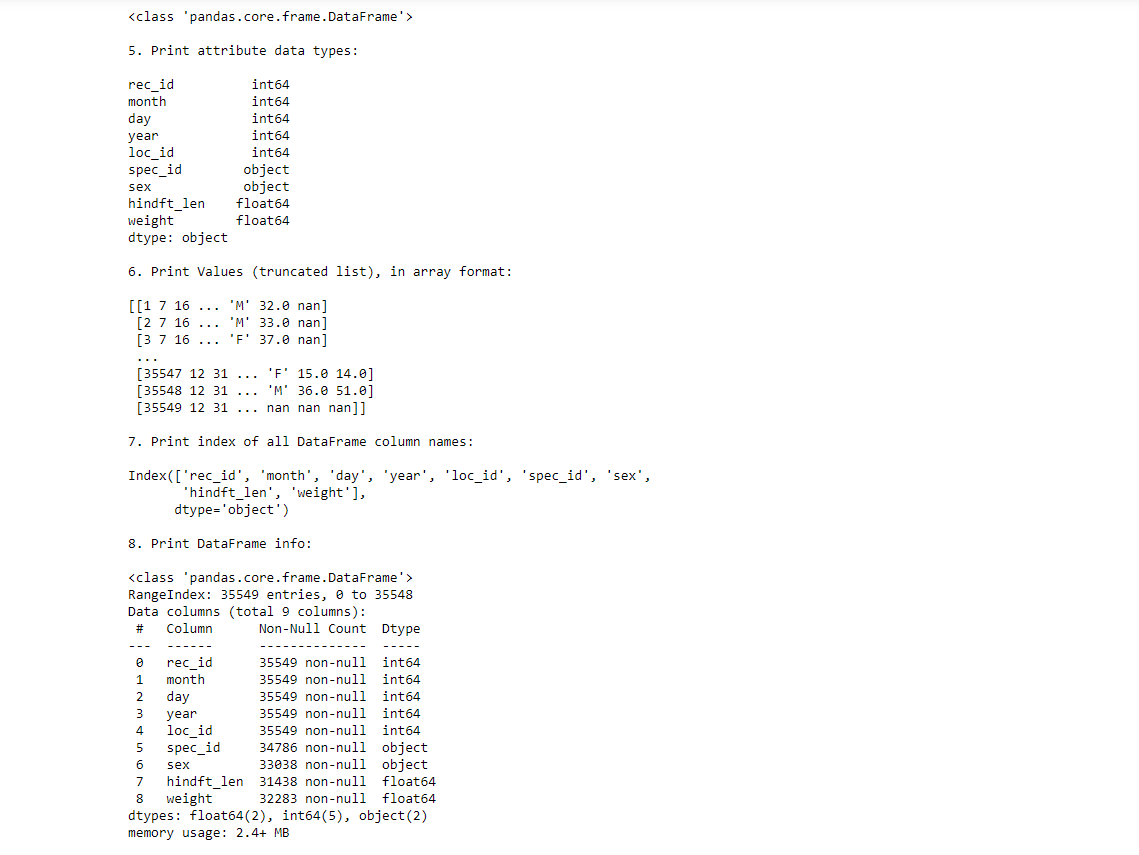 <class 'pandas.core.frame.DataFrame'>
5. Print attribute data types:
rec_id          int64
month           int64
day             int64
year            int64
loc_id          int64
spec_id        object
sex            object
hindft_len    float64
weight        float64
dtype: object
6. Print Values (truncated list), in array format:
[[1 7 16 ... 'M' 32.0 nan]
 [2 7 16 ... 'M' 33.0 nan]
 [3 7 16 ... 'F' 37.0 nan]
 ...
 [35547 12 31 ... 'F' 15.0 14.0]
 [35548 12 31 ... 'M' 36.0 51.0]
 [35549 12 31 ... nan nan nan]]
7. Print index of all DataFrame column names:
Index(['rec_id', 'month', 'day', 'year', 'loc_id', 'spec_id', 'sex',
       'hindft_len', 'weight'],
      dtype='object')
8. Print DataFrame info:
<class 'pandas.core.frame.DataFrame'>
RangeIndex: 35549 entries, 0 to 35548
Data columns (total 9 columns):
 #   Column      Non-Null Count  Dtype
---  ------      --------------  -----
 0   rec_id      35549 non-null  int64
 1   month       35549 non-null  int64
 2   day         35549 non-null  int64
 3   year        35549 non-null  int64
 4   loc_id      35549 non-null  int64
 5   spec_id     34786 non-null  object
 6   sex         33038 non-null  object
 7   hindft_len  31438 non-null  float64
 8   weight      32283 non-null  float64
dtypes: float64(2), int64(5), object(2)
memory usage: 2.4+ MB